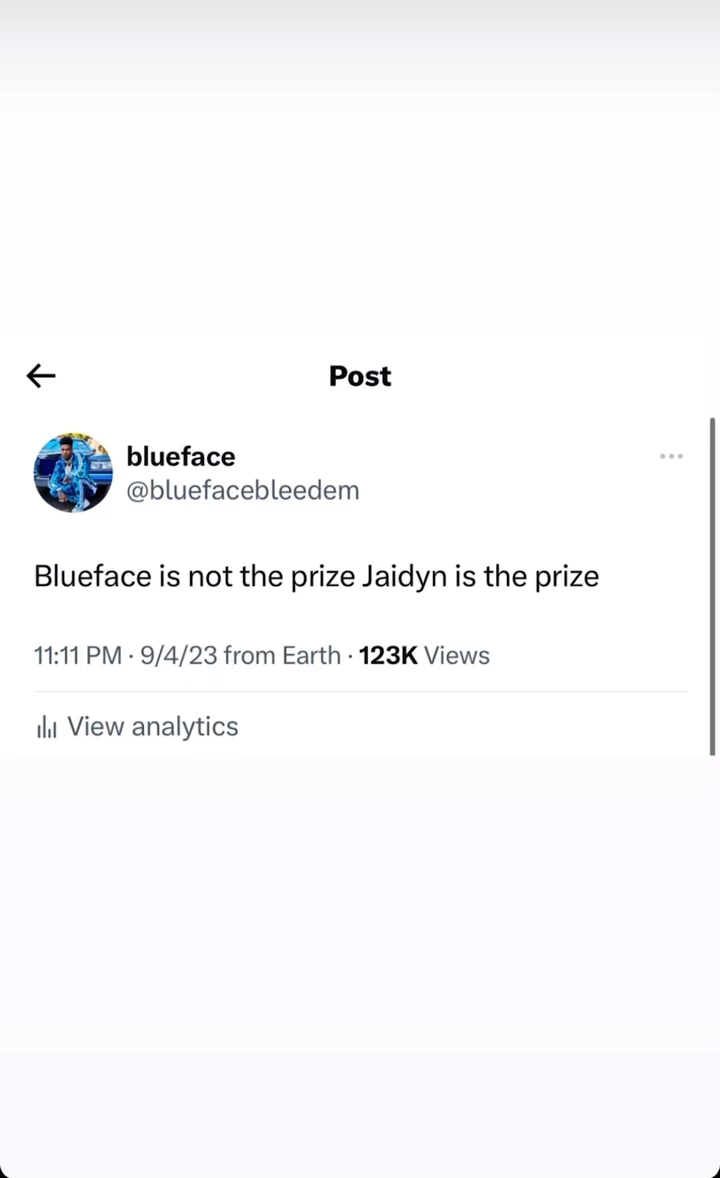 Post
blueface
@bluefacebleedem
Blueface is not the prize Jaidyn is the prize
11:11 PM · 9/4/23 from Earth · 123K Views
View analytics